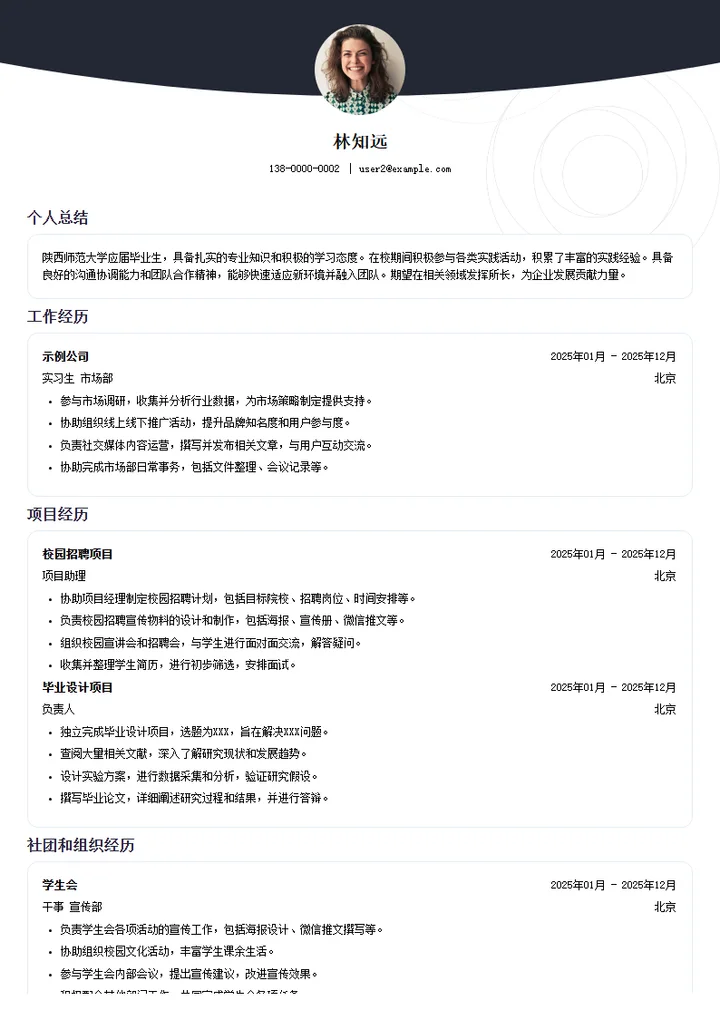 林知远
138-0000-0002 | user2@example.com
个人总结
陕西师范大学应届毕业生，具备扎实的专业知识和积极的学习态度。在校期间积极参与各类实践活动，积累了丰富的实践经验。具备
良好的沟通协调能力和团队合作精神，能够快速适应新环境并融入团队。期望在相关领域发挥所长，为企业发展贡献力量。
工作经历
示例公司 2025年01月 - 2025年12月
实习生 市场部 北京
• 参与市场调研，收集并分析行业数据，为市场策略制定提供支持。
• 协助组织线上线下推广活动，提升品牌知名度和用户参与度。
• 负责社交媒体内容运营，撰写并发布相关文章，与用户互动交流。
• 协助完成市场部日常事务，包括文件整理、会议记录等。
项目经历
校园招聘项目 2025年01月 - 2025年12月
项目助理 北京
• 协助项目经理制定校园招聘计划，包括目标院校、招聘岗位、时间安排等。
• 负责校园招聘宣传物料的设计和制作，包括海报、宣传册、微信推文等。
• 组织校园宣讲会和招聘会，与学生进行面对面交流，解答疑问。
• 收集并整理学生简历，进行初步筛选，安排面试。
毕业设计项目 2025年01月 - 2025年12月
负责人 北京
• 独立完成毕业设计项目，选题为XXX，旨在解决XXX问题。
• 查阅大量相关文献，深入了解研究现状和发展趋势。
• 设计实验方案，进行数据采集和分析，验证研究假设。
• 撰写毕业论文，详细阐述研究过程和结果，并进行答辩。
社团和组织经历
学生会 2025年01月 - 2025年12月
干事 宣传部 北京
• 负责学生会各项活动的宣传工作，包括海报设计、微信推文撰写等。
• 协助组织校园文化活动，丰富学生课余生活。
• 参与学生会内部会议，提出宣传建议，改进宣传效果。